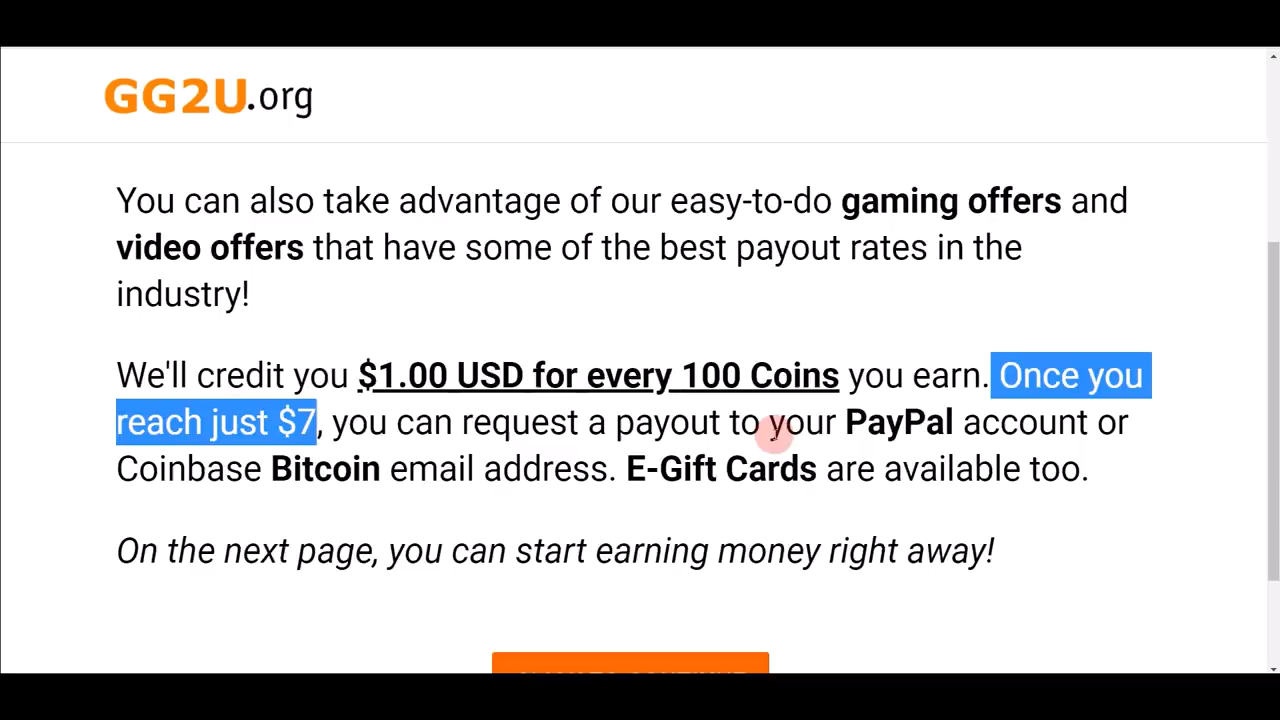 GG2U.org
You can also take advantage of our easy-to-do gaming offers and
video offers that have some of the best payout rates in the
industry!
We'll credit you $1.00 USD for every 100 Coins you earn. Once you
reach just $7, you can request a payout to your PayPal account or
Coinbase Bitcoin email address. E-Gift Cards are available too.
On the next page, you can start earning money right away!